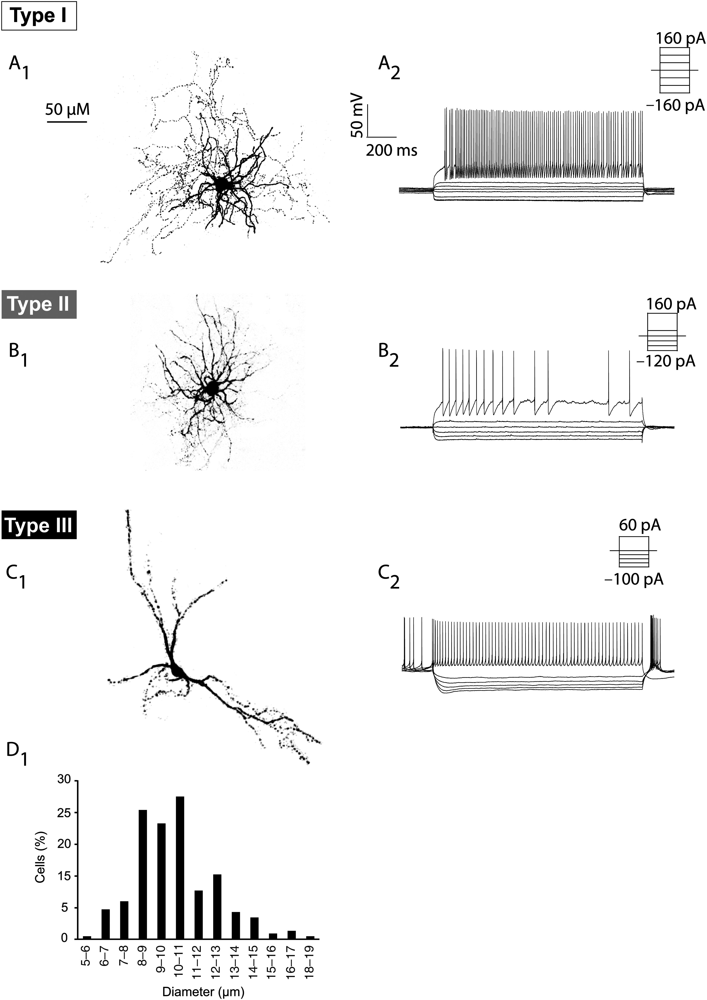 Type I
A1
50 μM
A2
160 pA
−160 pA
50 mV
200 ms
Type II
B1
B2
160 pA
−120 pA
Type III
C1
C2
60 pA
−100 pA
D1
30
25
20
15
5
0
Cells (%)
5–6
6–7
7–8
8–9
9–10
10–11
11–12
12–13
13–14
14–15
15–16
16–17
18–19
Diameter (μm)